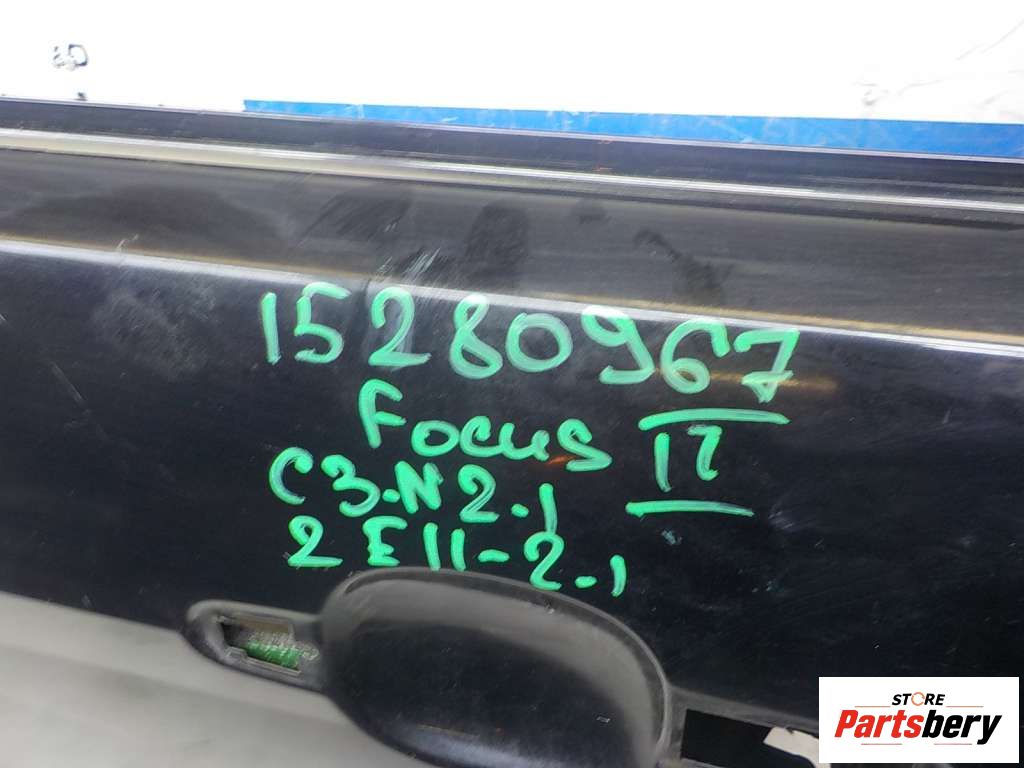 15280967
Focus II
C3-N2-1
2E11-2-1
STORE
Partsbery